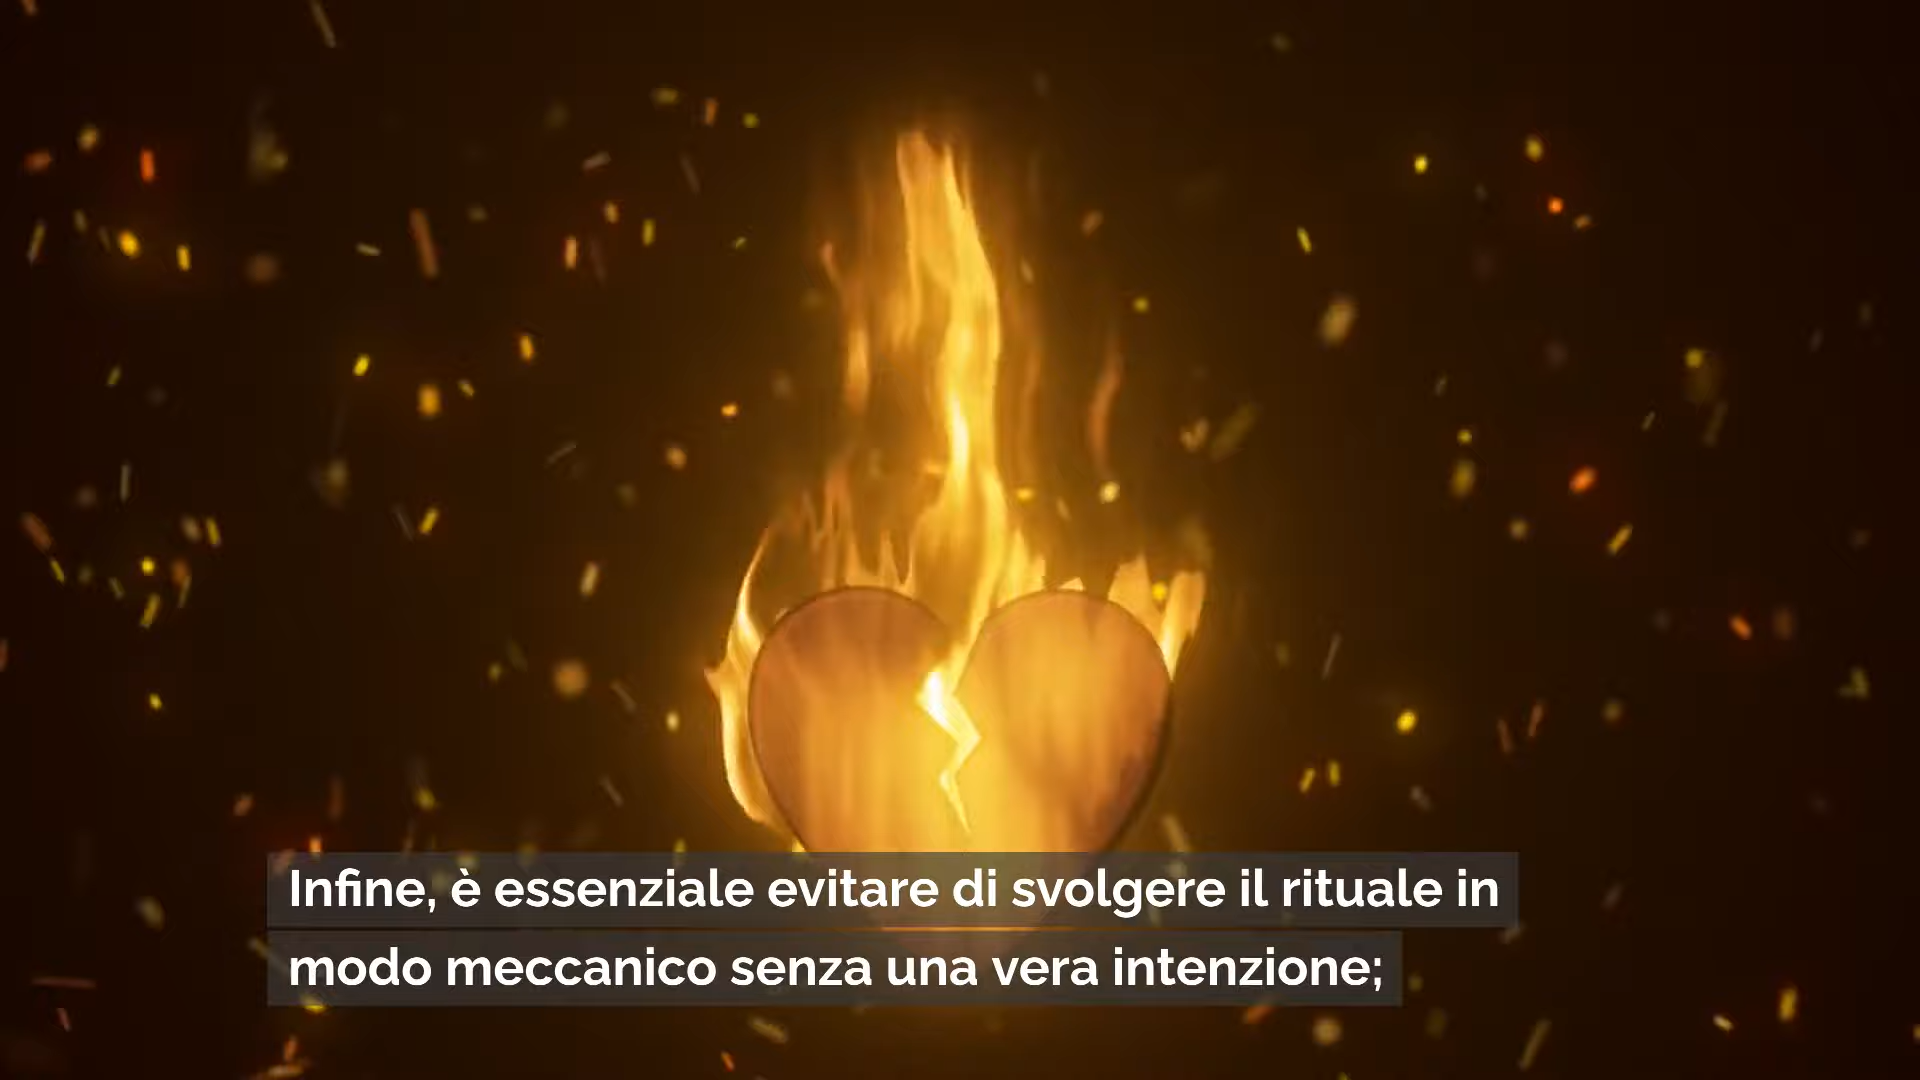 Infine, è essenziale evitare di svolgere il rituale in
modo meccanico senza una vera intenzione;